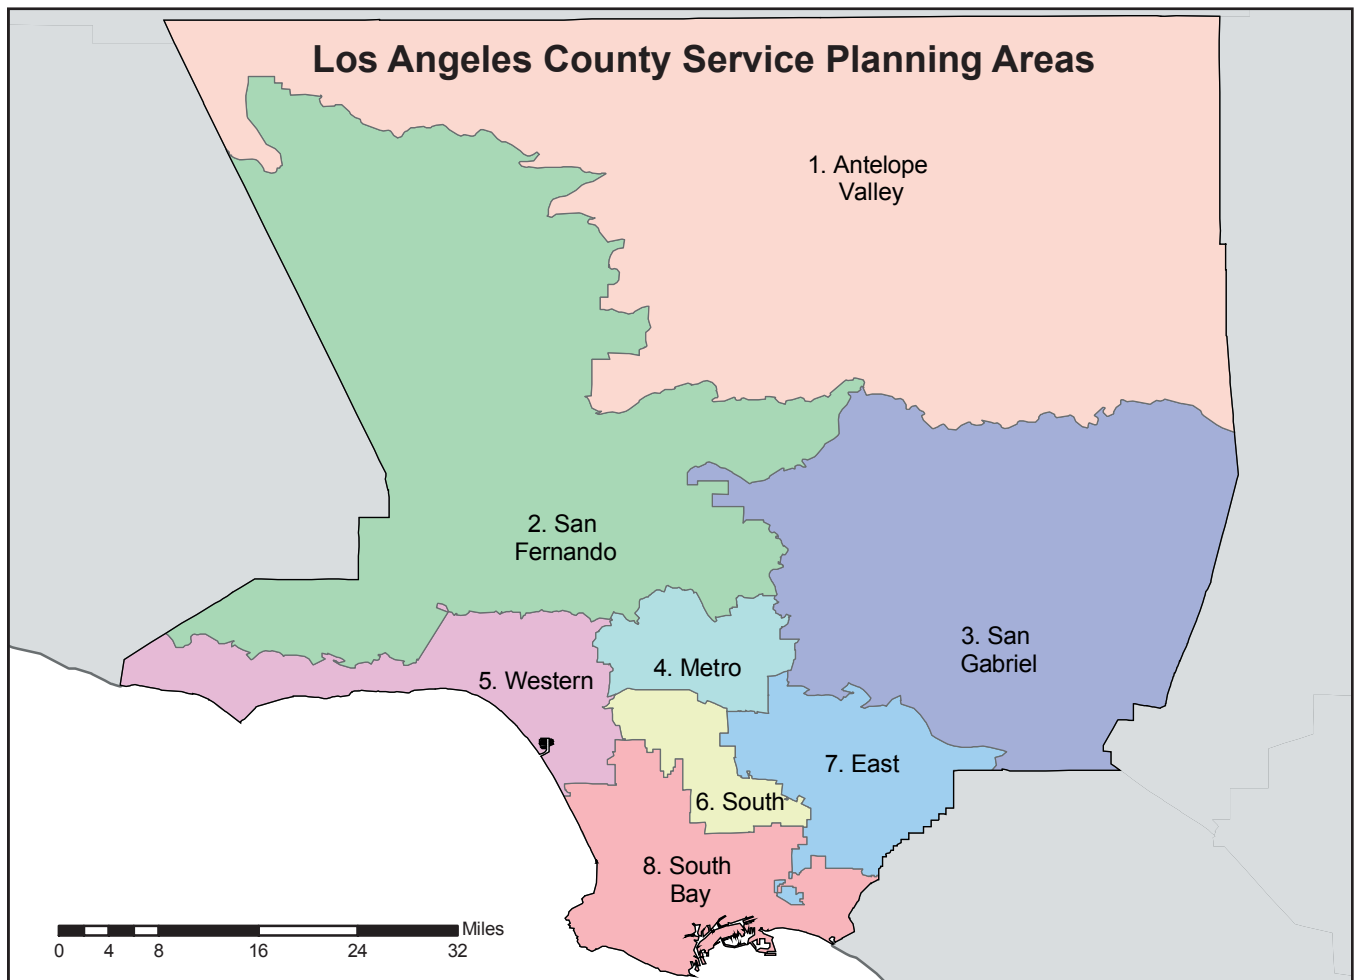 Los Angeles County Service Planning Areas
1. Antelope
Valley
2. San
Fernando
3. San
Gabriel
4. Metro
5. Western
7. East
6. South
8. South
Bay
Miles
0 4 8 16 24 32